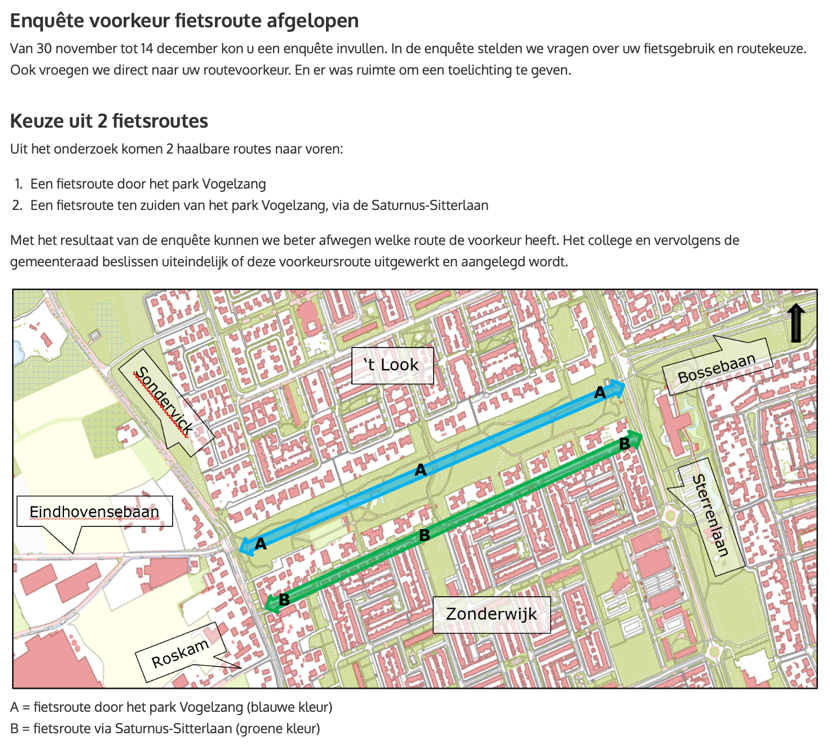 Enquête voorkeur fietsroute afgelopen
Van 30 november tot 14 december kon u een enquête invullen. In de enquête stelden we vragen over uw fietsgebruik en routekeuze.
Ook vroegen we direct naar uw routevoorkeur. En er was ruimte om een toelichting te geven.
Keuze uit 2 fietsroutes
Uit het onderzoek komen 2 haalbare routes naar voren:
1. Een fietsroute door het park Vogelzang
2. Een fietsroute ten zuiden van het park Vogelzang, via de Saturnus-Sitterlaan
Met het resultaat van de enquête kunnen we beter afwegen welke route de voorkeur heeft. Het college en vervolgens de
gemeenteraad beslissen uiteindelijk of deze voorkeursroute uitgewerkt en aangelegd wordt.
't Look
Bossebaan
Sondervick
A
B
A
Sterrenlaan
Eindhovensebaan
B
A
B
Zonderwijk
Roskam
A = fietsroute door het park Vogelzang (blauwe kleur)
B = fietsroute via Saturnus-Sitterlaan (groene kleur)